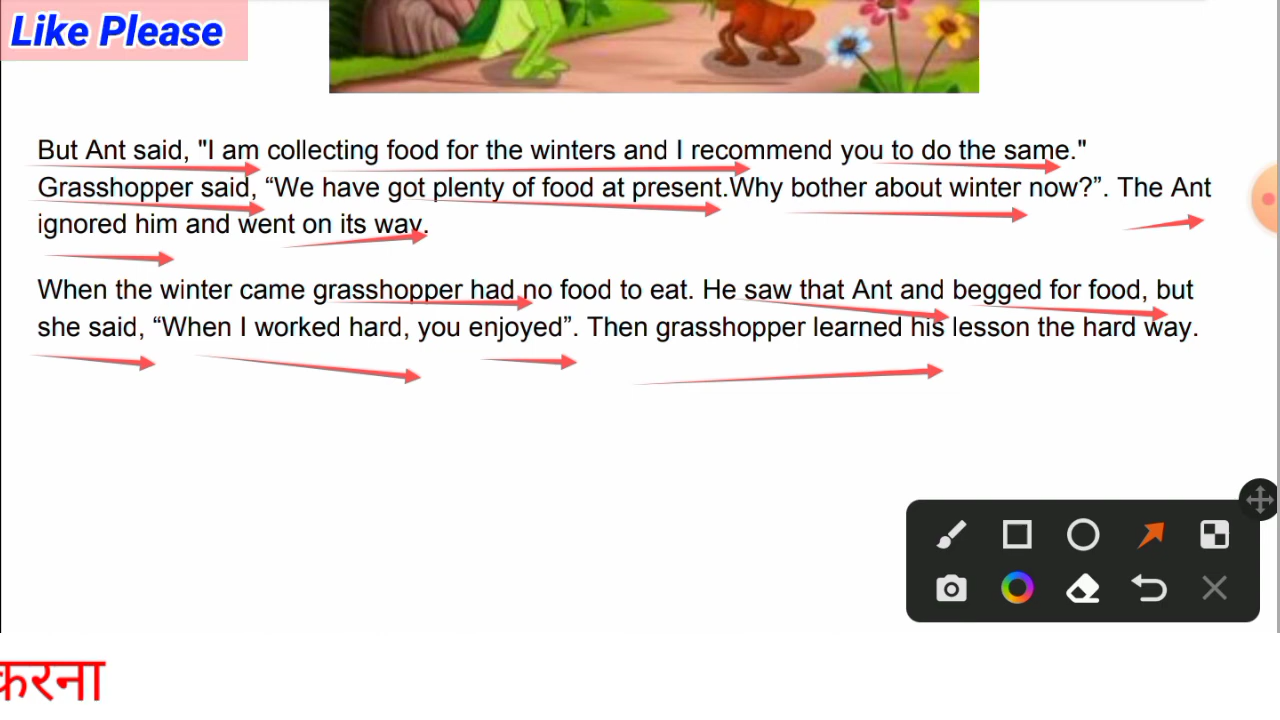 Like Please
But Ant said, "I am collecting food for the winters and I recommend you to do the same."
Grasshopper said, “We have got plenty of food at present.Why bother about winter now?”. The Ant
ignored him and went on its way.
When the winter came grasshopper had no food to eat. He saw that Ant and begged for food, but
she said, “When I worked hard, you enjoyed”. Then grasshopper learned his lesson the hard way.
करना